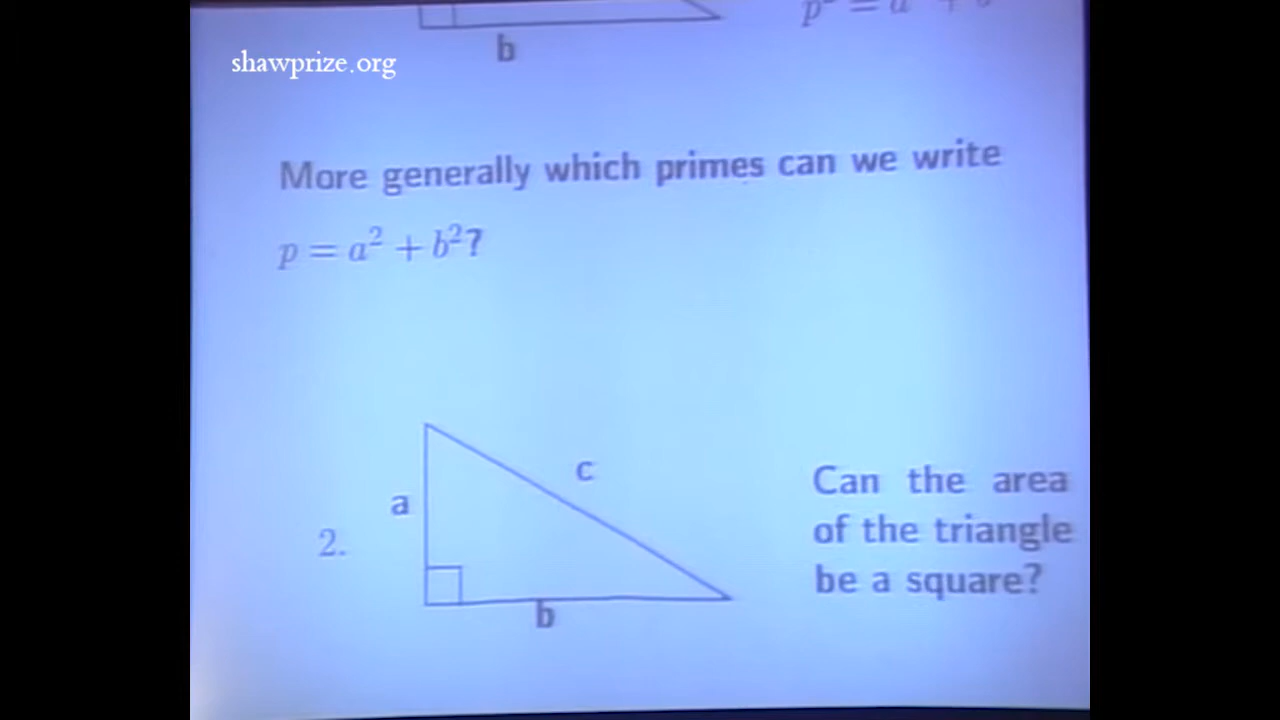 b
shawprize.org
More generally which primes can we write
p = a² + b²?
c
a
2.
b
Can the area
of the triangle
be a square?